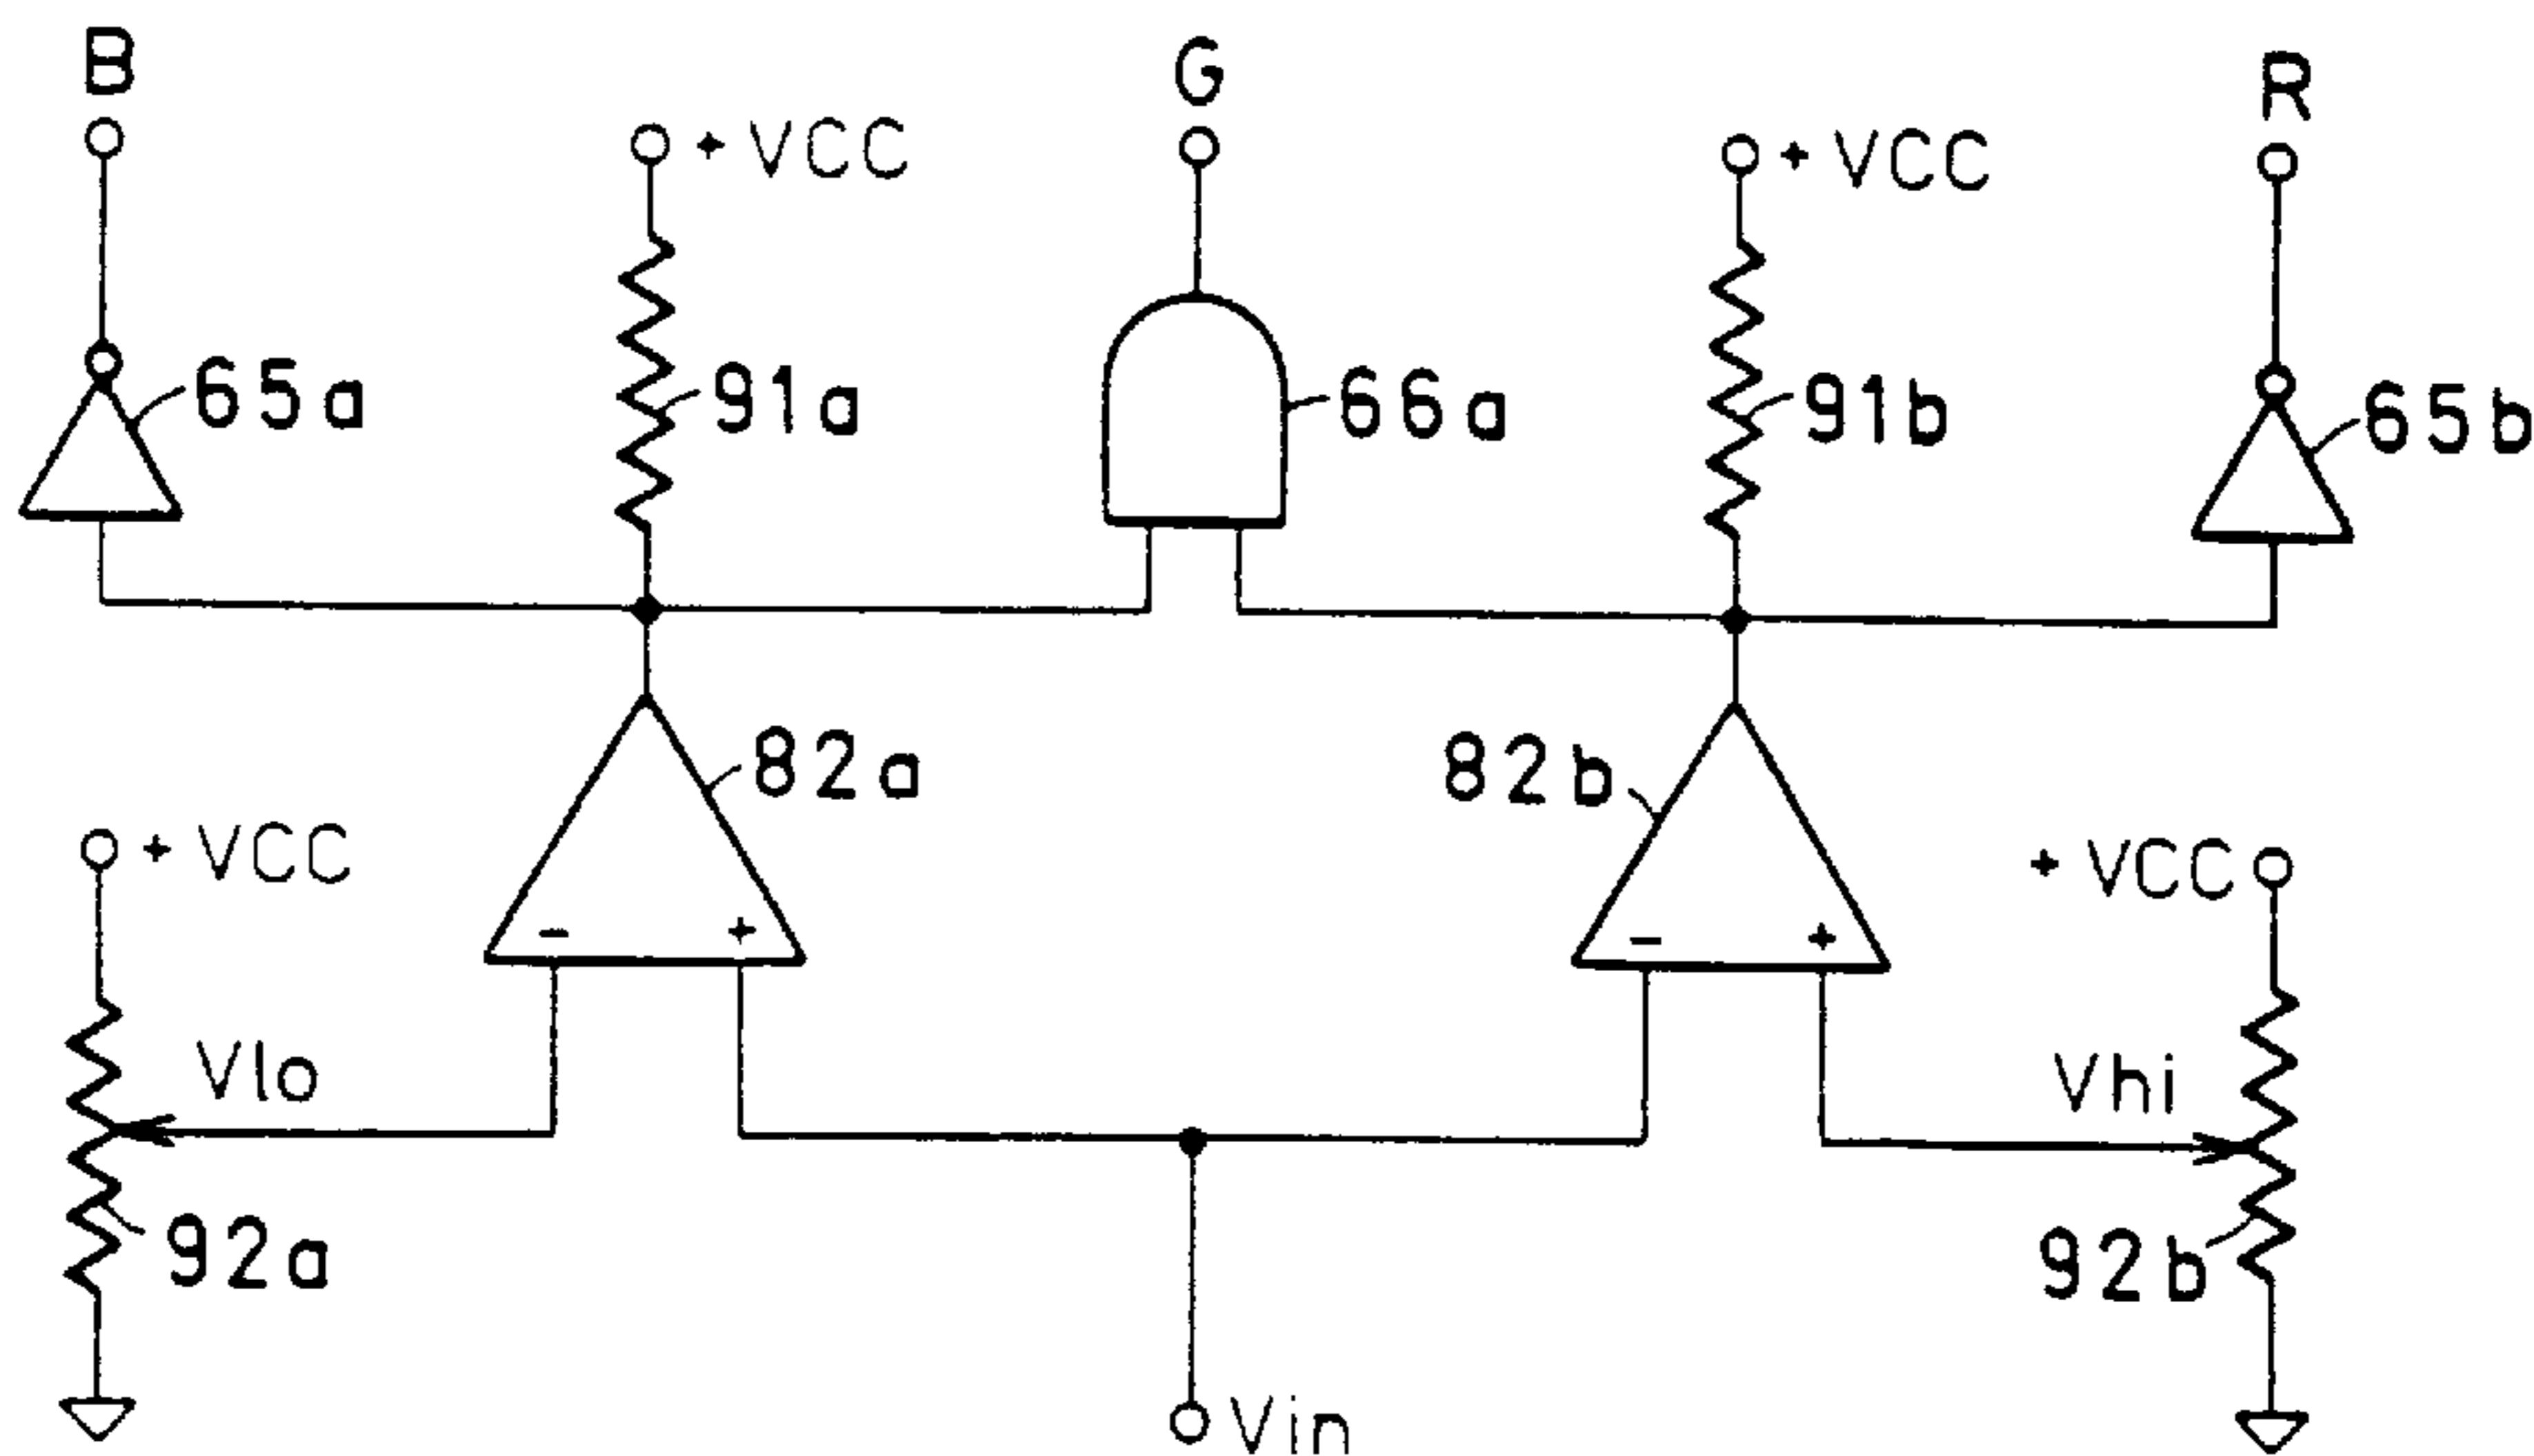 B
G
R
+ VCC
+ VCC
65a
91a
66a
91b
65b
82a
82b
+ VCC
+ VCC
- +
- +
Vlo
Vhi
92a
92b
Vin